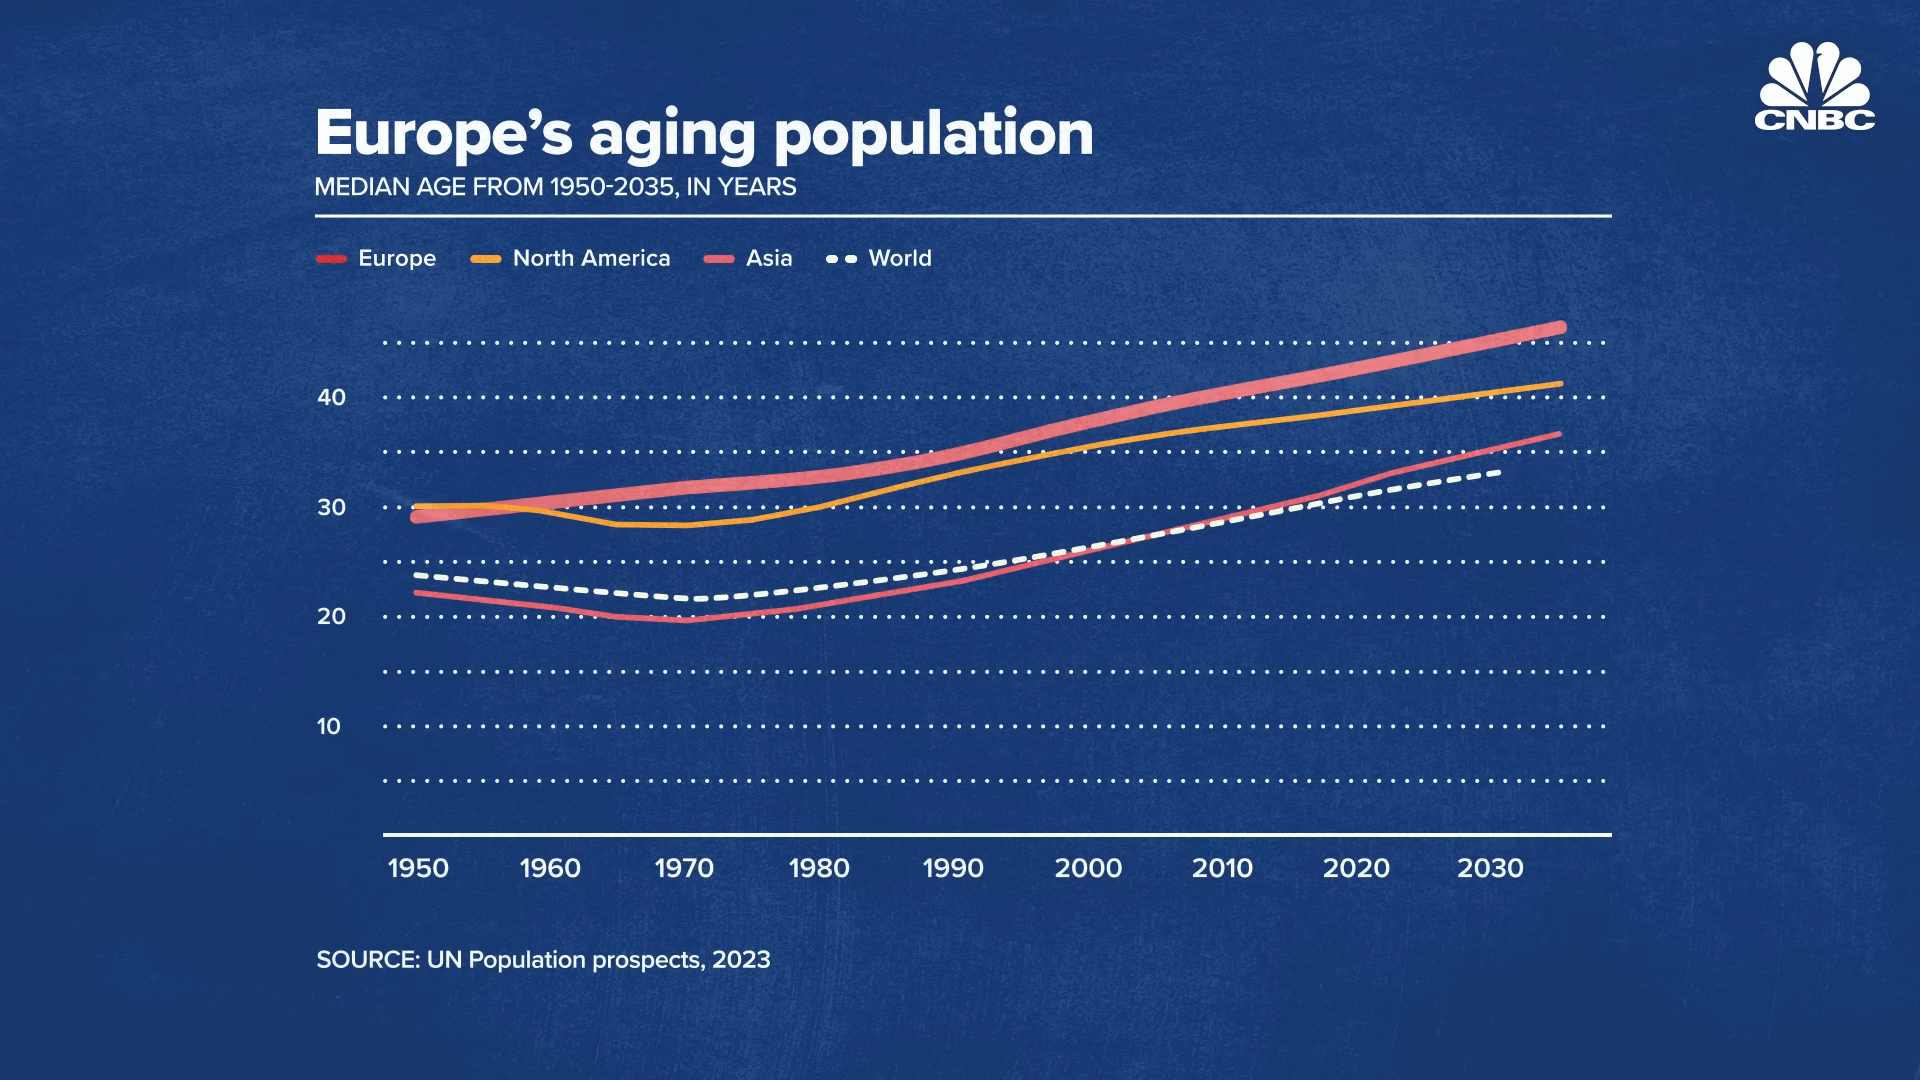 CNBC
Europe's aging population
MEDIAN AGE FROM 1950-2035, IN YEARS
Europe North America Asia World
40
30
20
10
1950 1960 1970 1980 1990 2000 2010 2020 2030
SOURCE: UN Population prospects, 2023